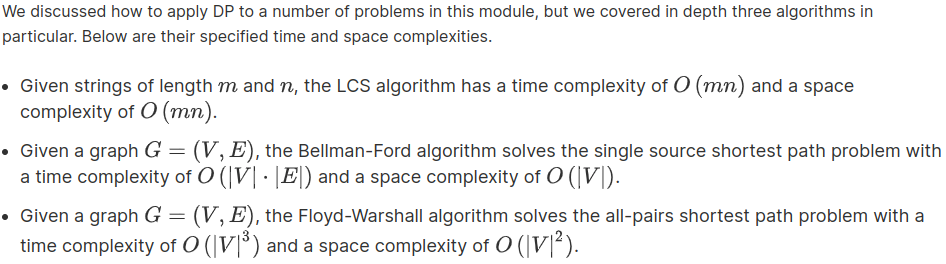 We discussed how to apply DP to a number of problems in this module, but we covered in depth three algorithms in
particular. Below are their specified time and space complexities.
• Given strings of length m and n, the LCS algorithm has a time complexity of O (mn) and a space
complexity of O (mn).
• Given a graph G = (V, E), the Bellman-Ford algorithm solves the single source shortest path problem with
a time complexity of O (|V| · |E|) and a space complexity of O (|V|).
• Given a graph G = (V, E), the Floyd-Warshall algorithm solves the all-pairs shortest path problem with a
time complexity of O (|V|³) and a space complexity of O (|V|²).